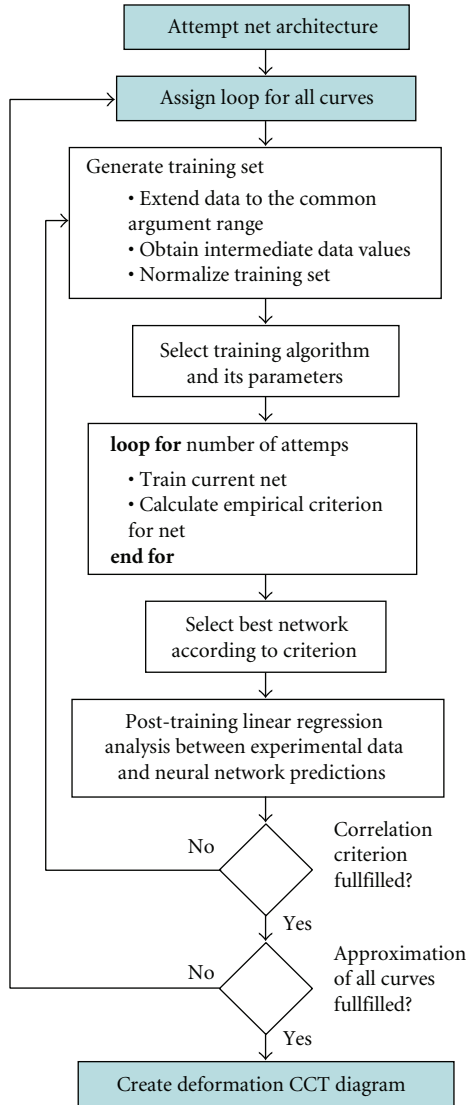 Attempt net architecture
Assign loop for all curves
Generate training set
• Extend data to the common
argument range
• Obtain intermediate data values
• Normalize training set
Select training algorithm
and its parameters
loop for number of attemps
• Train current net
• Calculate empirical criterion
for net
end for
Select best network
according to criterion
Post-training linear regression
analysis between experimental data
and neural network predictions
No
Correlation
criterion
fullfilled?
Yes
No
Approximation
of all curves
fullfilled?
Yes
Create deformation CCT diagram